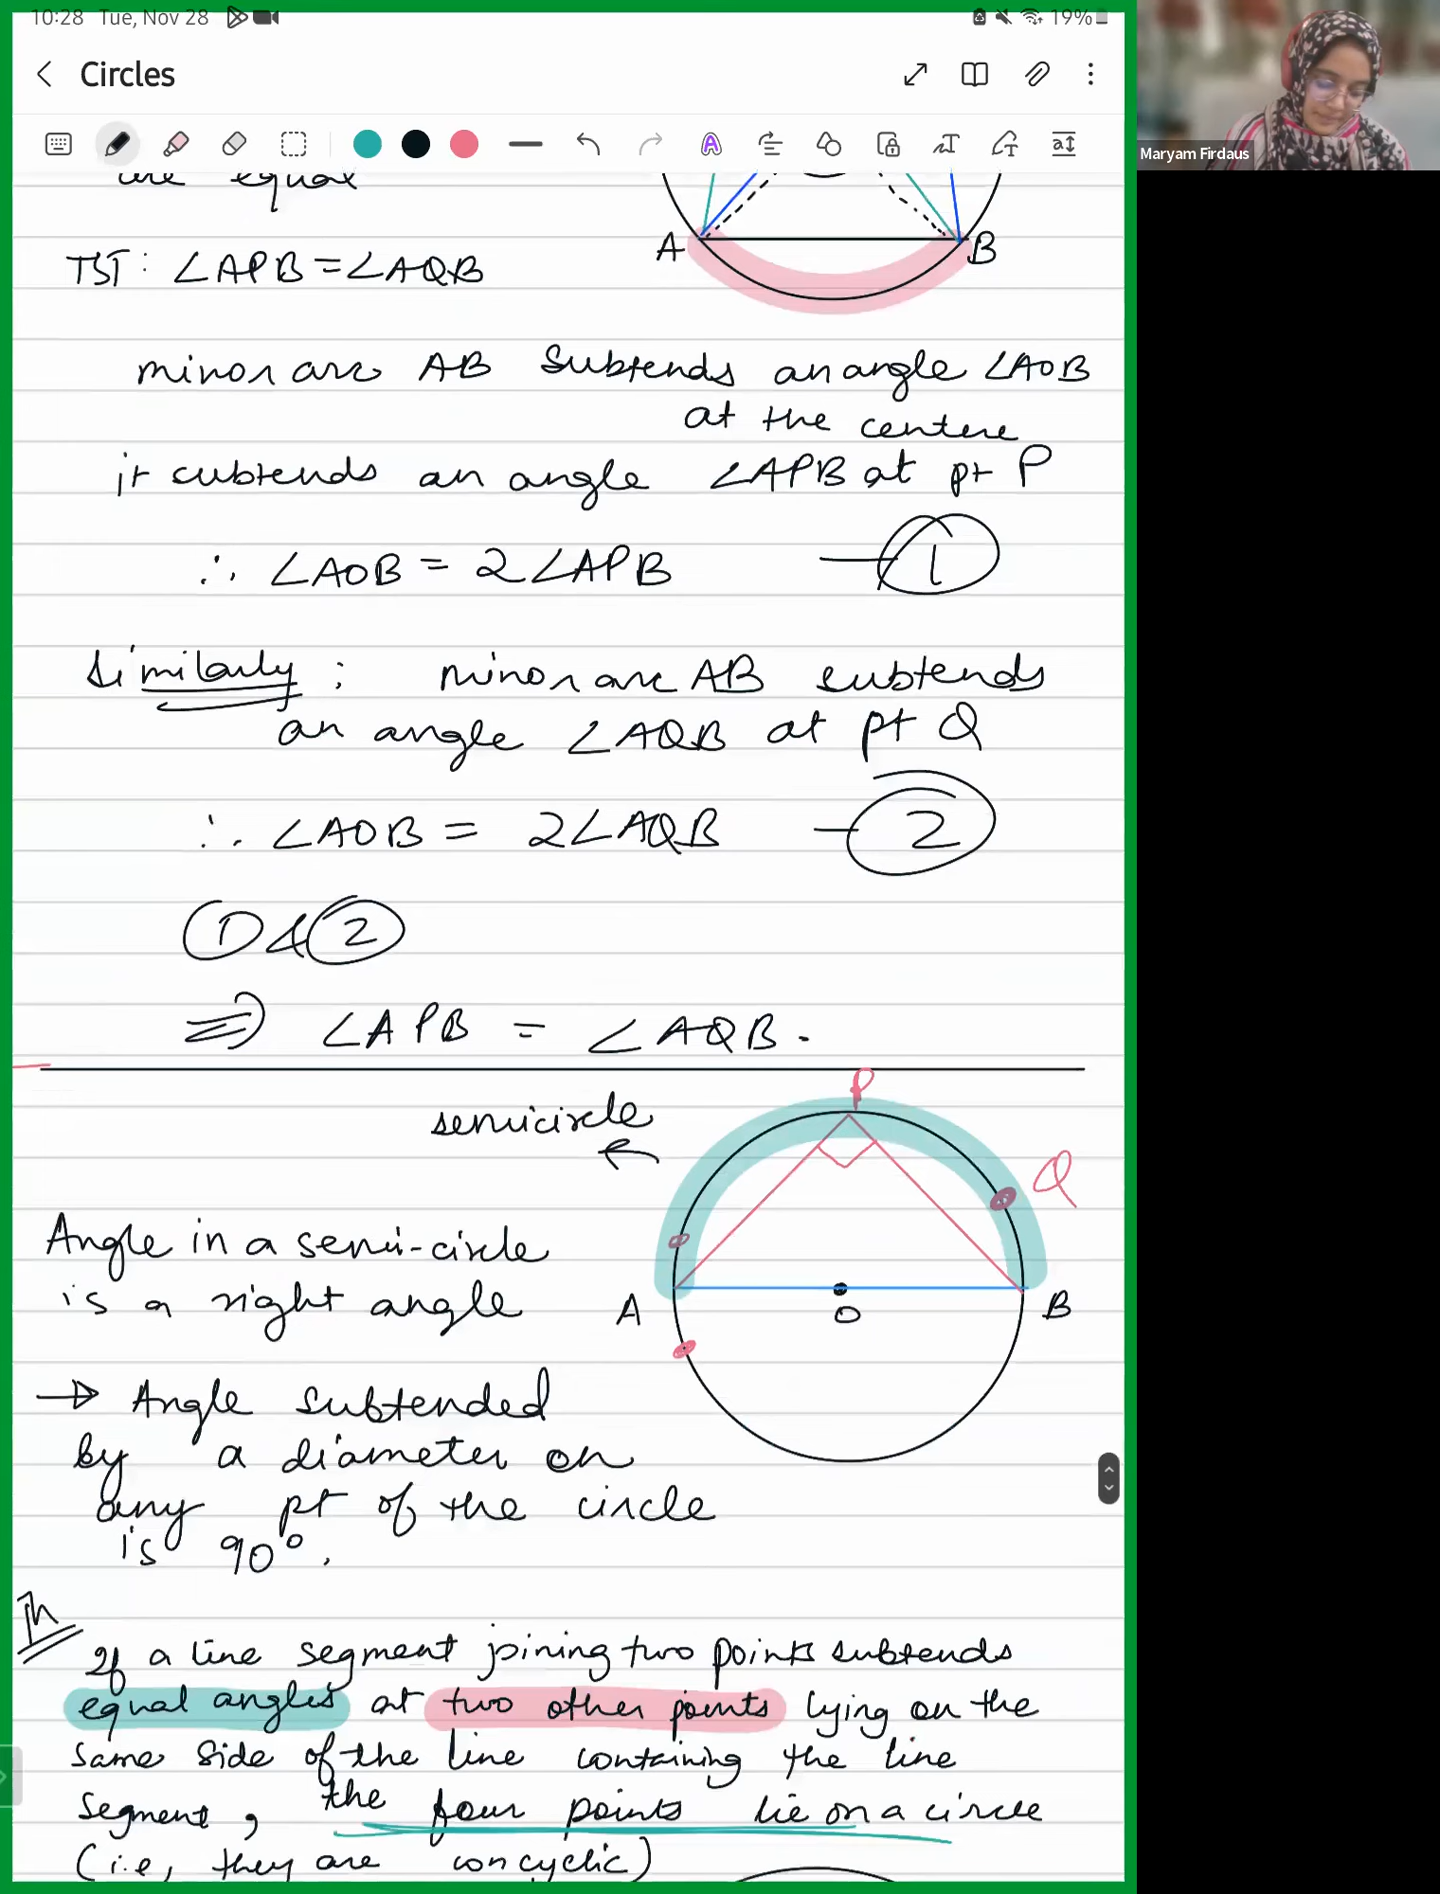 10:28 Tue, Nov 28
19%
Circles
Maryam Firdaus
are equal
A
B
TST: ∠APB = ∠AQB
minor arc AB Subtends an angle ∠AOB
at the centere
it subtends an angle ∠APB at pt P
∴ ∠AOB = 2∠APB — 1
Similarly : minor arc AB subtends
an angle ∠AQB at pt Q
∴ ∠AOB = 2∠AQB — 2
1 & 2
⇒ ∠APB = ∠AQB.
P
semicircle
←
Q
Angle in a semi-circle
is a right angle
A
O
B
→ Angle subtended
by a diameter on
any pt of the circle
is 90°.
Th
If a line segment joining two points subtends
equal angles at two other points lying on the
same side of the line containing the line
segment, the four points lie on a circle
(i.e, they are concyclic)